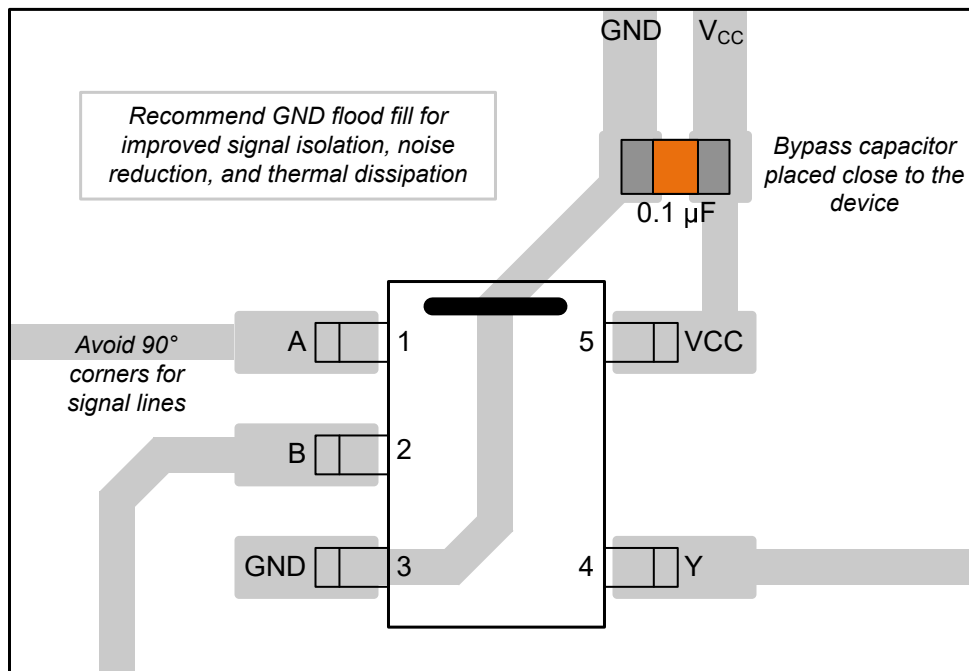 GND VCC
Recommend GND flood fill for
improved signal isolation, noise
reduction, and thermal dissipation
Bypass capacitor
placed close to the
device
0.1 µF
A 1 5 VCC
Avoid 90°
corners for
signal lines
B 2
GND 3 4 Y